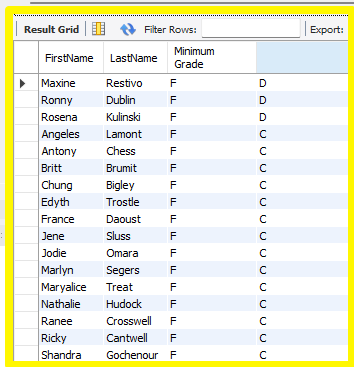 Result Grid Filter Rows: Export:
FirstName LastName Minimum Grade
Maxine Restivo F D
Ronny Dublin F D
Rosena Kulinski F D
Angeles Lamont F C
Antony Chess F C
Britt Brumit F C
Chung Bigley F C
Edyth Trostle F C
France Daoust F C
Jene Sluss F C
Jodie Omara F C
Marlyn Segers F C
Maryalice Treat F C
Nathalie Hudock F C
Ranee Crosswell F C
Ricky Cantwell F C
Shandra Gochenour F C